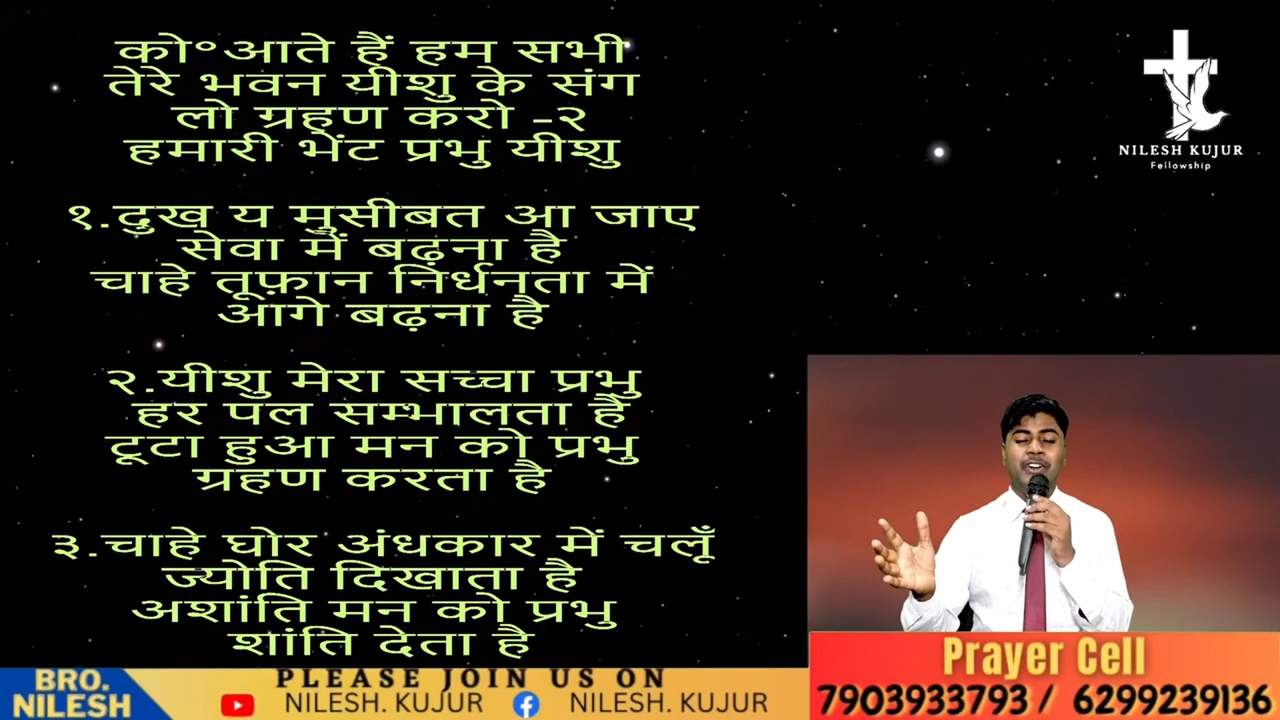 को°आते हैं हम सभी
तेरे भवन यीशु के संग
लो ग्रहण करो -२
हमारी भेंट प्रभु यीशु
१.दुख य मुसीबत आ जाए
सेवा में बढ़ना है
चाहे तूफ़ान निर्धनता में
आगे बढ़ना है
२.यीशु मेरा सच्चा प्रभु
हर पल सम्भालता है
टूटा हुआ मन को प्रभु
ग्रहण करता है
३.चाहे घोर अंधकार में चलूँ
ज्योति दिखाता है
अशांति मन को प्रभु
शांति देता है
NILESH KUJUR
Fellowship
BRO.
NILESH
PLEASE JOIN US ON
NILESH. KUJUR NILESH. KUJUR
Prayer Cell
7903933793 / 6299239136